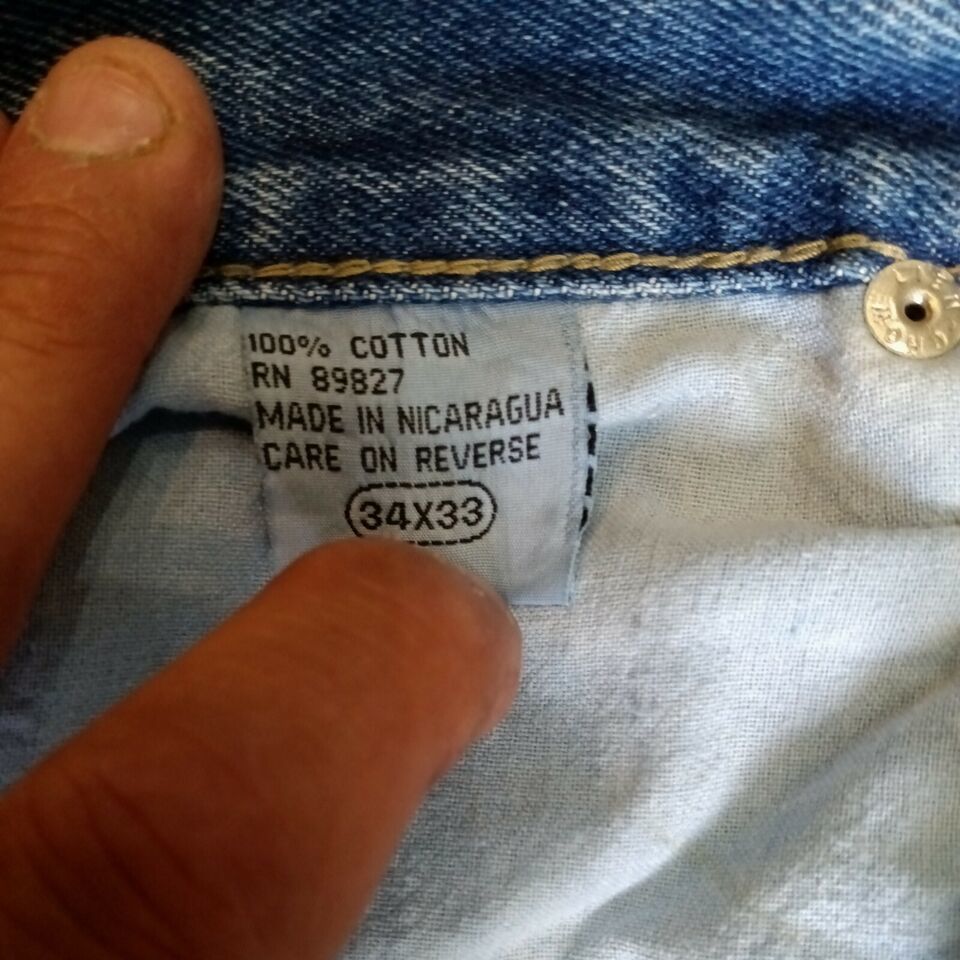 100% COTTON
RN 89827
MADE IN NICARAGUA
CARE ON REVERSE
34X33